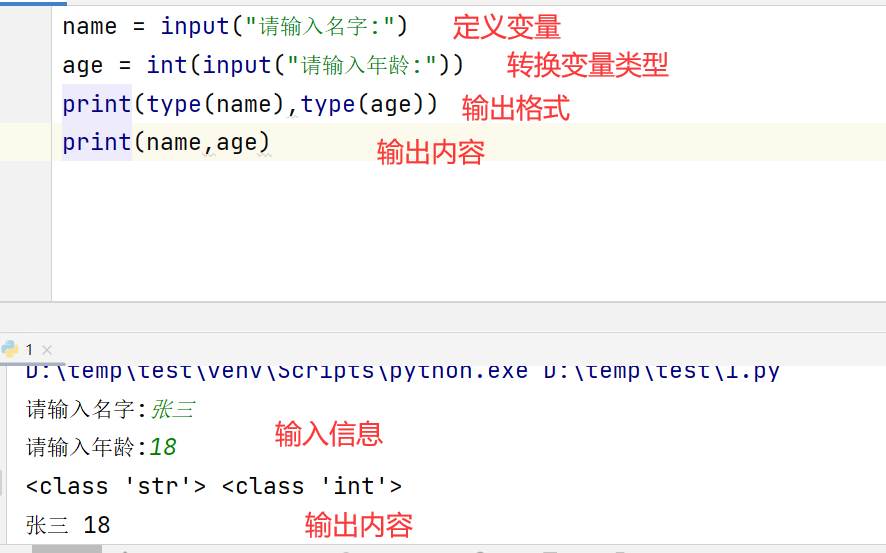 name = input("请输入名字:") 定义变量
age = int(input("请输入年龄:")) 转换变量类型
print(type(name),type(age)) 输出格式
print(name,age) 输出内容
1
D:\temp\test\venv\Scripts\python.exe D:\temp\test\1.py
请输入名字:张三
请输入年龄:18
输入信息
<class 'str'> <class 'int'>
张三 18
输出内容